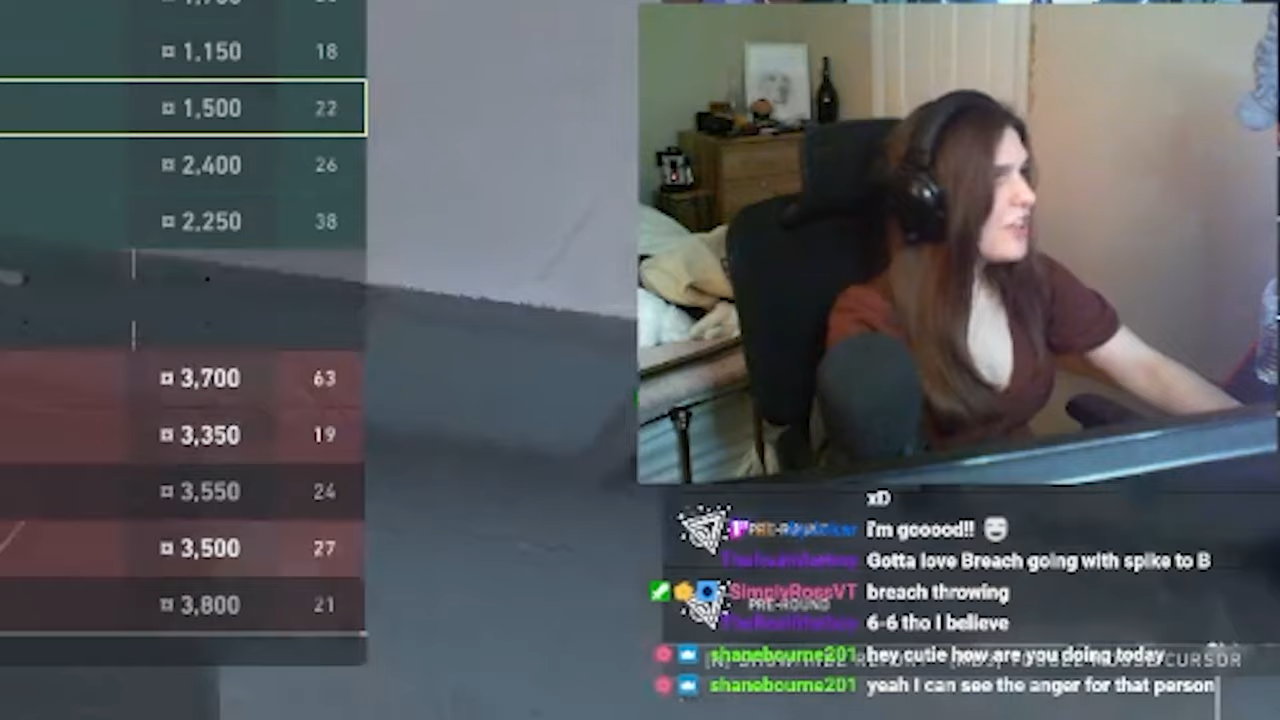 ¤ 1,150 18
¤ 1,500 22
¤ 2,400 26
¤ 2,250 38
¤ 3,700 63
¤ 3,350 19
¤ 3,550 24
¤ 3,500 27
¤ 3,800 21
xD
i'm gooood!!
Gotta love Breach going with spike to B
SimplyRossVT breach throwing
PRE-ROUND
6-6 tho I believe
shanebourne201 hey cutie how are you doing today
CURSOR
shanebourne201 yeah I can see the anger for that person